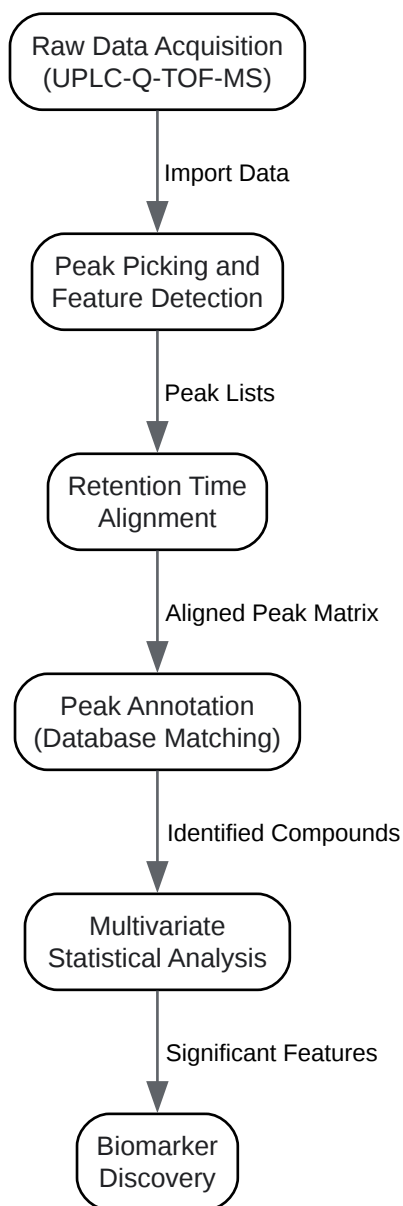 Raw Data Acquisition
(UPLC-Q-TOF-MS)
Import Data
Peak Picking and
Feature Detection
Peak Lists
Retention Time
Alignment
Aligned Peak Matrix
Peak Annotation
(Database Matching)
Identified Compounds
Multivariate
Statistical Analysis
Significant Features
Biomarker
Discovery